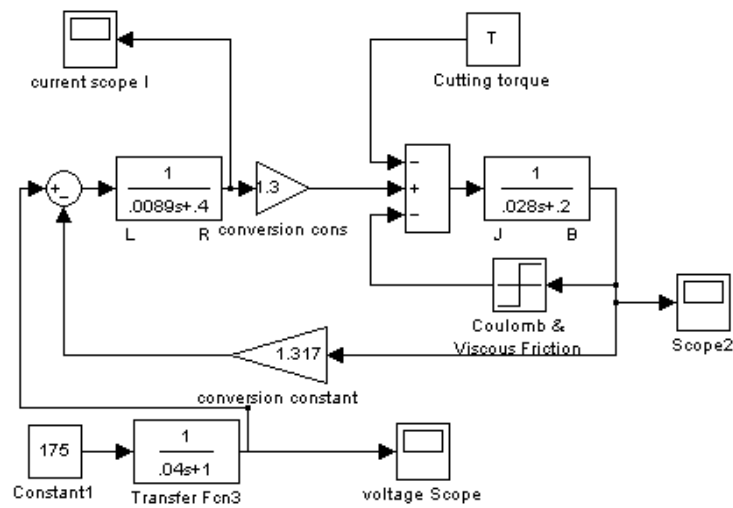 T
current scope I
Cutting torque
1
.0089s+.4
1.3
1
.028s+.2
+
-
-
+
-
L R
conversion cons
J B
Coulomb &
Viscous Friction
Scope2
1.317
conversion constant
175
1
.04s+1
Constant1
Transfer Fcn3
voltage Scope